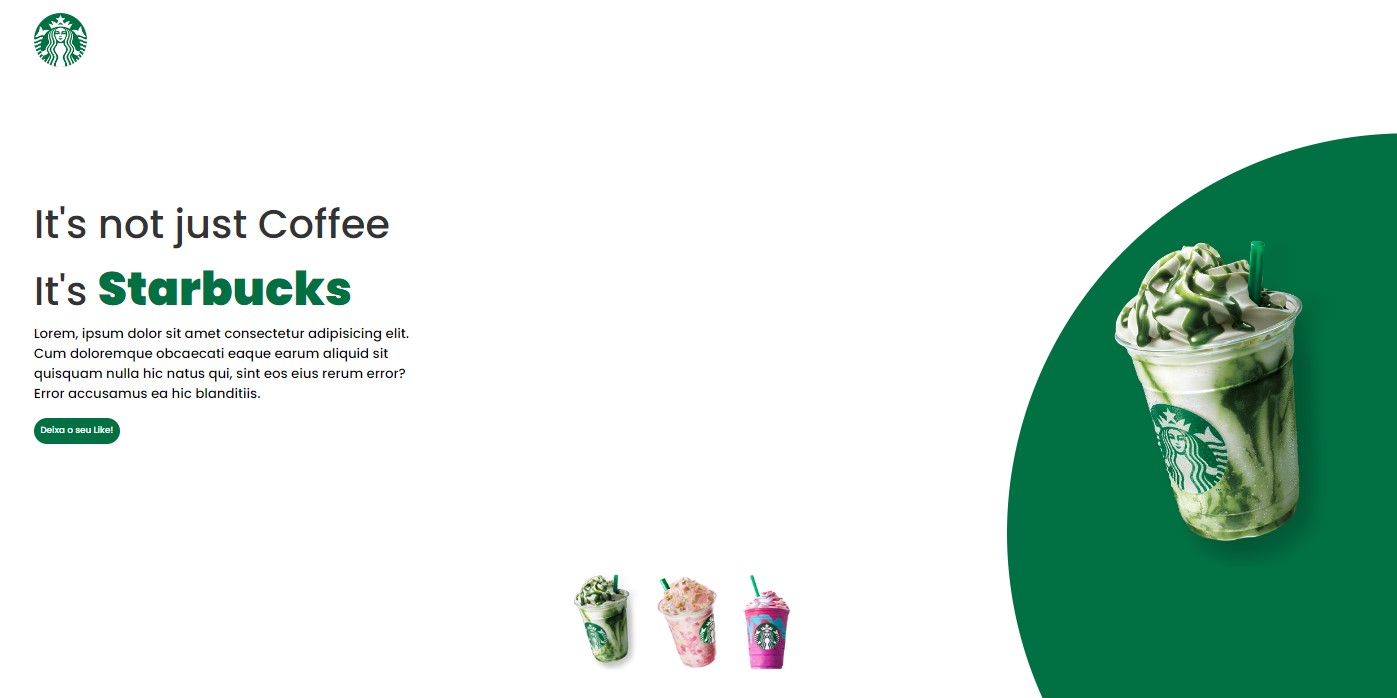 It's not just Coffee
It's Starbucks
Lorem, ipsum dolor sit amet consectetur adipisicing elit.
Cum doloremque obcaecati eaque earum aliquid sit
quisquam nulla hic natus qui, sint eos eius rerum error?
Error accusamus ea hic blanditiis.
Deixa o seu Like!